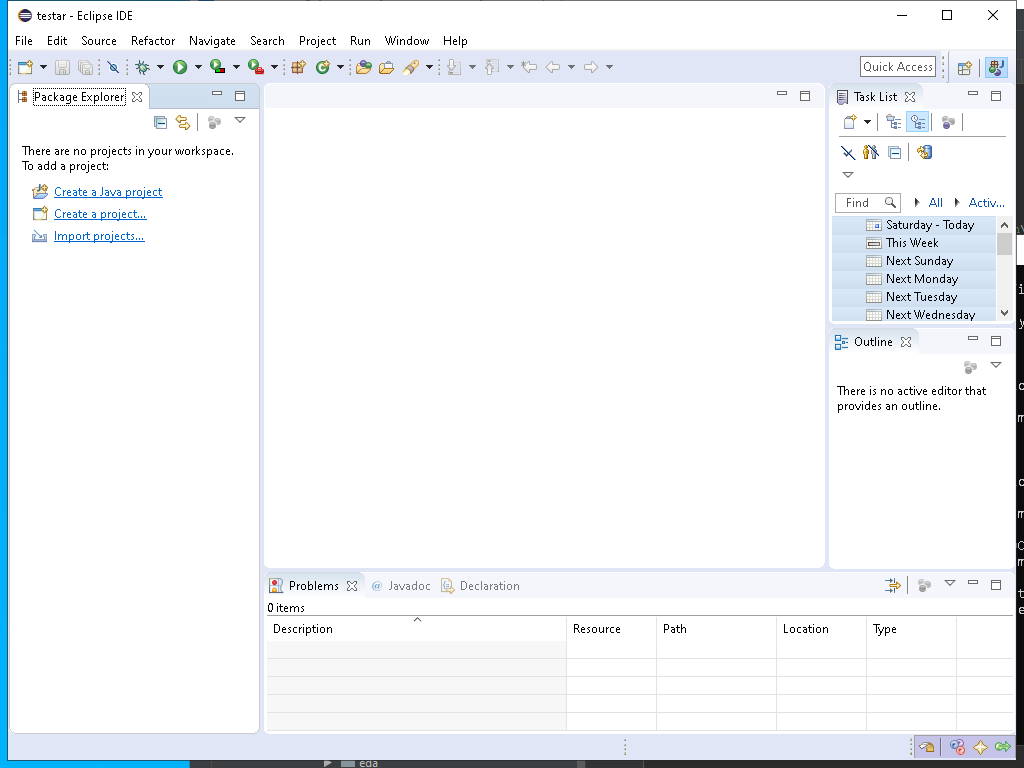 testar - Eclipse IDE
File Edit Source Refactor Navigate Search Project Run Window Help
Quick Access
Package Explorer
There are no projects in your workspace.
To add a project:
Create a Java project
Create a project...
Import projects...
Task List
Find All Activ...
Saturday - Today
This Week
Next Sunday
Next Monday
Next Tuesday
Next Wednesday
Outline
There is no active editor that
provides an outline.
Problems @ Javadoc Declaration
0 items
Description Resource Path Location Type
eda